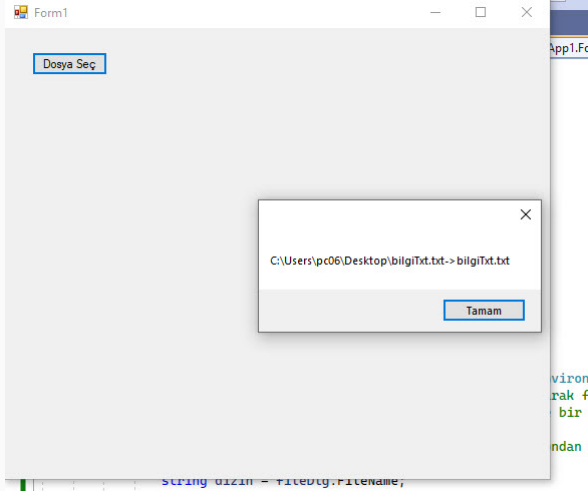 Form1
App1.Fo
Dosya Seç
C:\Users\pc06\Desktop\bilgiTxt.txt->bilgiTxt.txt
Tamam
viron
rak f
bir
ndan
string dizin = fileDlg.FileName;